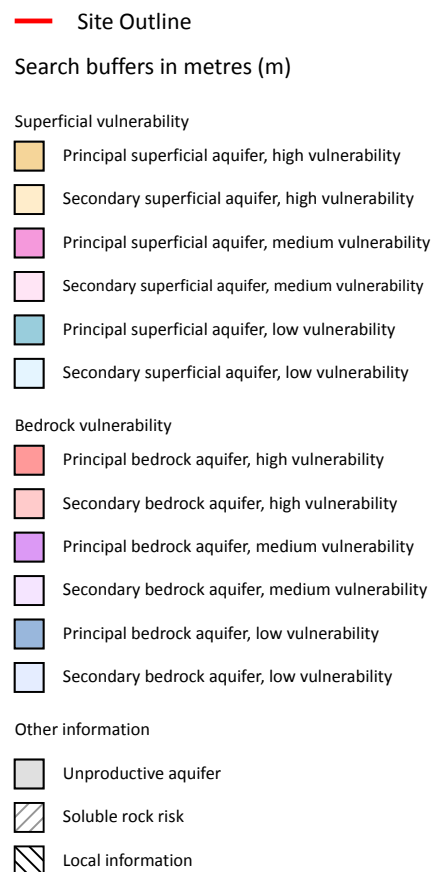 Site Outline
Search buffers in metres (m)
Superficial vulnerability
Principal superficial aquifer, high vulnerability
Secondary superficial aquifer, high vulnerability
Principal superficial aquifer, medium vulnerability
Secondary superficial aquifer, medium vulnerability
Principal superficial aquifer, low vulnerability
Secondary superficial aquifer, low vulnerability
Bedrock vulnerability
Principal bedrock aquifer, high vulnerability
Secondary bedrock aquifer, high vulnerability
Principal bedrock aquifer, medium vulnerability
Secondary bedrock aquifer, medium vulnerability
Principal bedrock aquifer, low vulnerability
Secondary bedrock aquifer, low vulnerability
Other information
Unproductive aquifer
Soluble rock risk
Local information